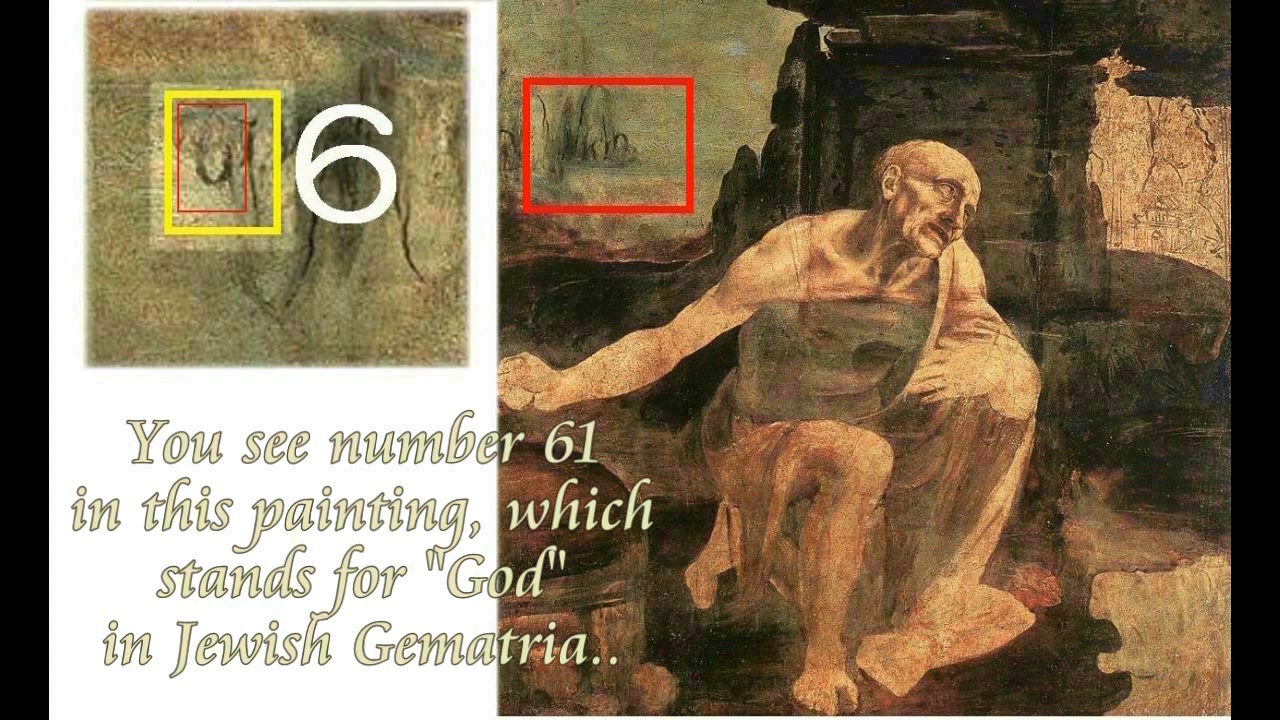 6
You see number 61
in this painting, which
stands for "God"
in Jewish Gematria..